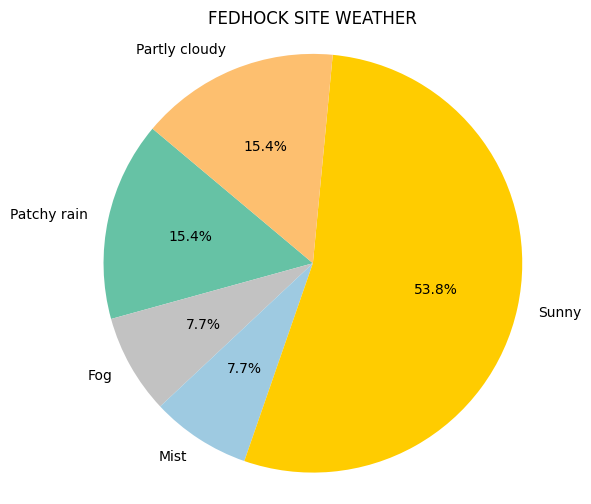 FEDHOCK SITE WEATHER
Partly cloudy
15.4%
Patchy rain
15.4%
53.8%
Sunny
7.7%
Fog
7.7%
Mist